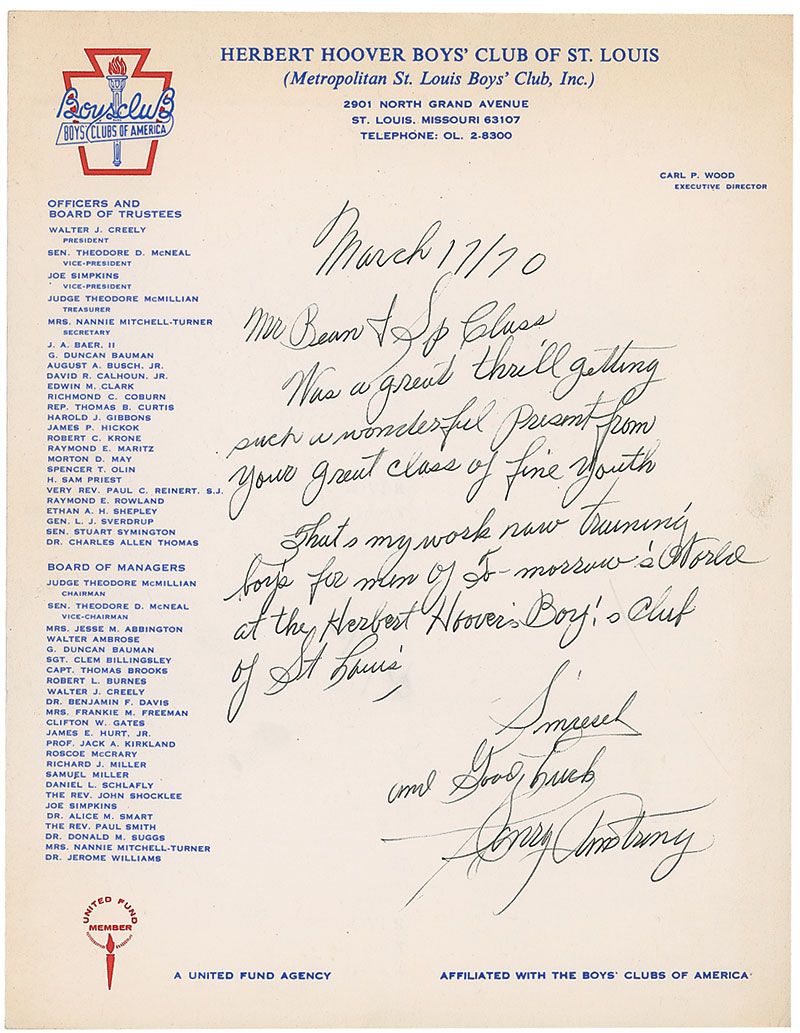 HERBERT HOOVER BOYS' CLUB OF ST. LOUIS
(Metropolitan St. Louis Boys' Club, Inc.)
2901 NORTH GRAND AVENUE
ST. LOUIS, MISSOURI 63107
TELEPHONE: OL. 2-8300
BoysClub
BOYS CLUBS OF AMERICA
CARL P. WOOD
EXECUTIVE DIRECTOR
OFFICERS AND
BOARD OF TRUSTEES
WALTER J. CREELY
PRESIDENT
SEN. THEODORE D. McNEAL
VICE-PRESIDENT
JOE SIMPKINS
VICE-PRESIDENT
JUDGE THEODORE McMILLIAN
TREASURER
MRS. NANNIE MITCHELL-TURNER
SECRETARY
J. A. BAER, II
G. DUNCAN BAUMAN
AUGUST A. BUSCH, JR.
DAVID R. CALHOUN, JR.
EDWIN M. CLARK
RICHMOND C. COBURN
REP. THOMAS B. CURTIS
HAROLD J. GIBBONS
JAMES P. HICKOK
ROBERT C. KRONE
RAYMOND E. MARITZ
MORTON D. MAY
SPENCER T. OLIN
H. SAM PRIEST
VERY REV. PAUL C. REINERT, S.J.
RAYMOND E. ROWLAND
ETHAN A. H. SHEPLEY
GEN. L. J. SVERDRUP
SEN. STUART SYMINGTON
DR. CHARLES ALLEN THOMAS
BOARD OF MANAGERS
JUDGE THEODORE McMILLIAN
CHAIRMAN
SEN. THEODORE D. McNEAL
VICE-CHAIRMAN
MRS. JESSE M. ABBINGTON
WALTER AMBROSE
G. DUNCAN BAUMAN
SGT. CLEM BILLINGSLEY
CAPT. THOMAS BROOKS
ROBERT L. BURNES
WALTER J. CREELY
DR. BENJAMIN F. DAVIS
MRS. FRANKIE M. FREEMAN
CLIFTON W. GATES
JAMES E. HURT, JR.
PROF. JACK A. KIRKLAND
ROSCOE McCRARY
RICHARD J. MILLER
SAMUEL MILLER
DANIEL L. SCHLAFLY
THE REV. JOHN SHOCKLEE
JOE SIMPKINS
DR. ALICE M. SMART
THE REV. PAUL SMITH
DR. DONALD M. SUGGS
MRS. NANNIE MITCHELL-TURNER
DR. JEROME WILLIAMS
March 17/70
Mr Bean & Sp Class
Was a great thrill getting
such a wonderful Present from
Your great class of fine Youth
That's my work now training
boys for men of To-morrow's World
at the Herbert Hoover's Boy's Club
of St Louis
and Good Luck
Henry Armstrong
UNITED FUND
MEMBER
A UNITED FUND AGENCY
AFFILIATED WITH THE BOYS' CLUBS OF AMERICA